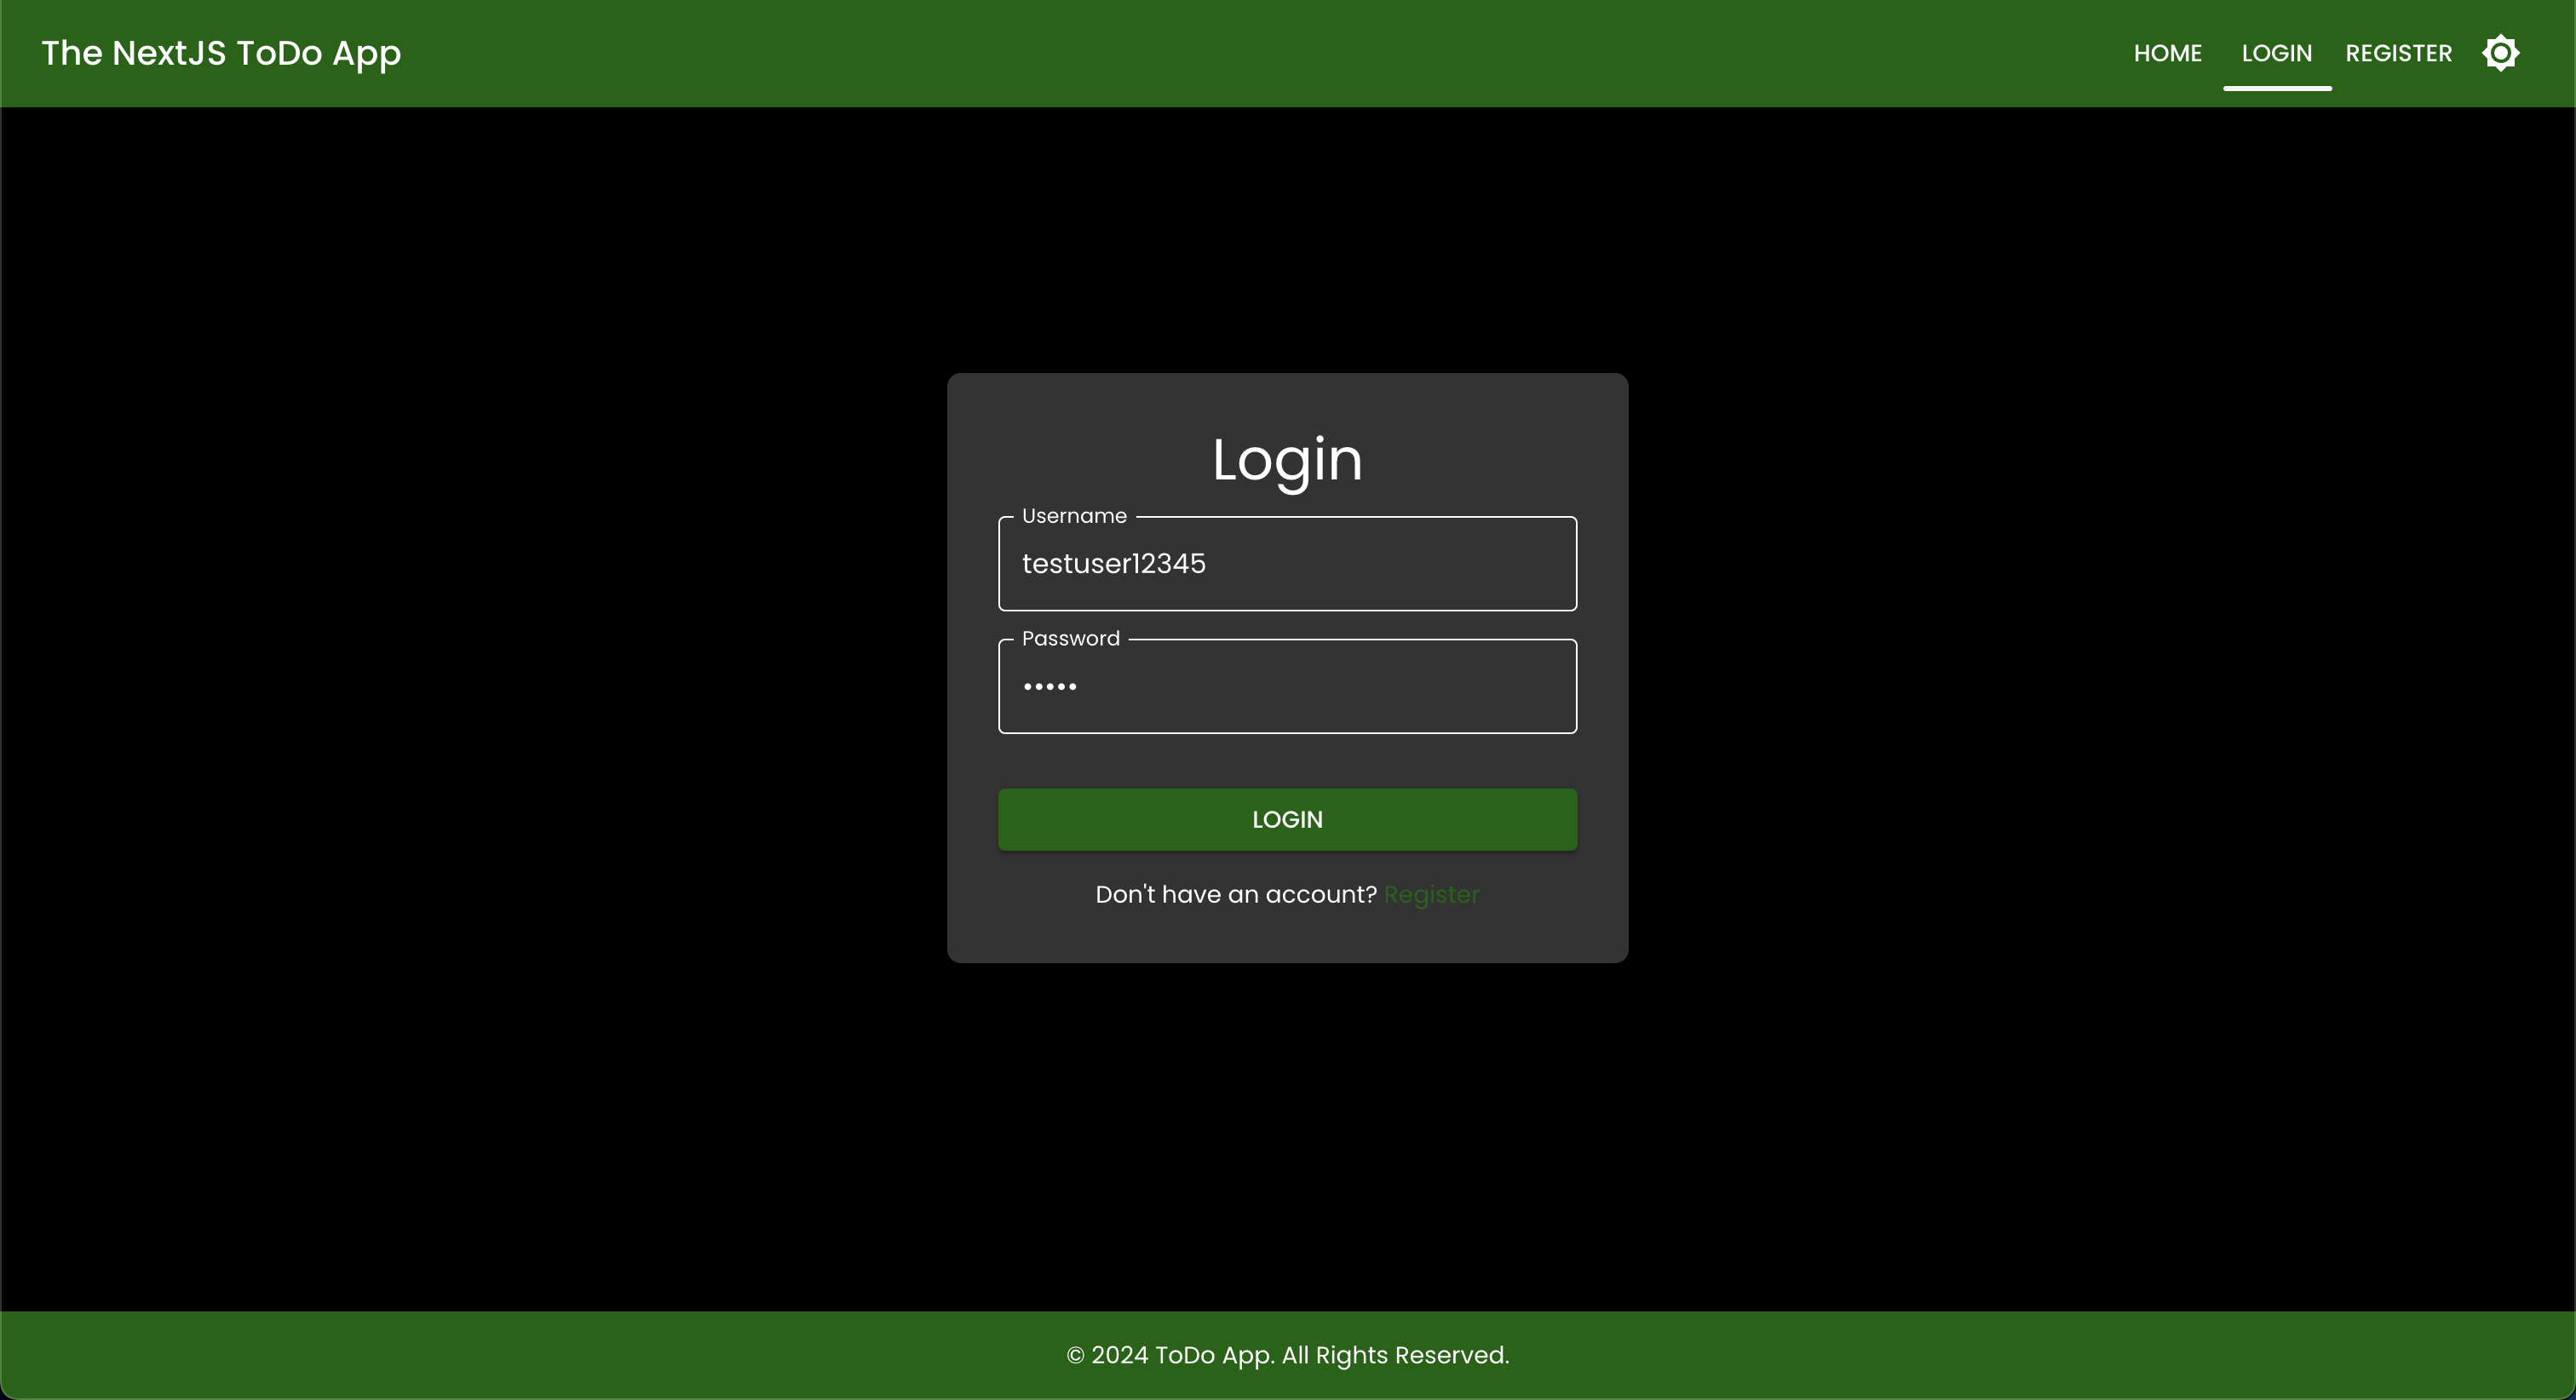 The NextJS ToDo App
HOME LOGIN REGISTER
Login
Username
testuser12345
Password
•••••
LOGIN
Don't have an account? Register
© 2024 ToDo App. All Rights Reserved.